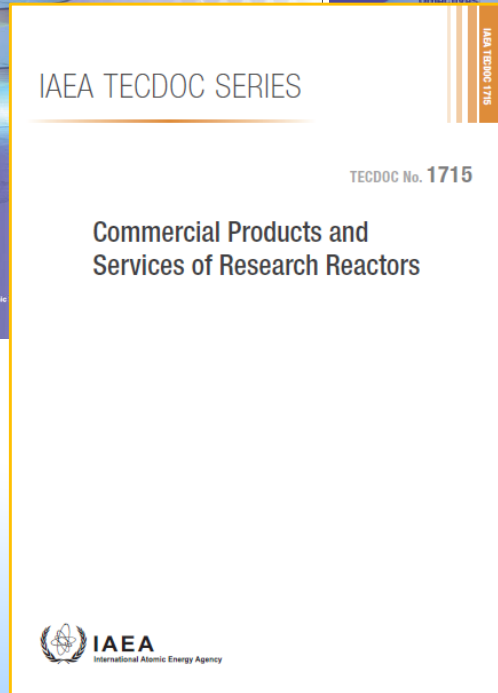 IAEA TECDOC SERIES
IAEA TECDOC 1715
TECDOC No. 1715
Commercial Products and
Services of Research Reactors
IAEA
International Atomic Energy Agency